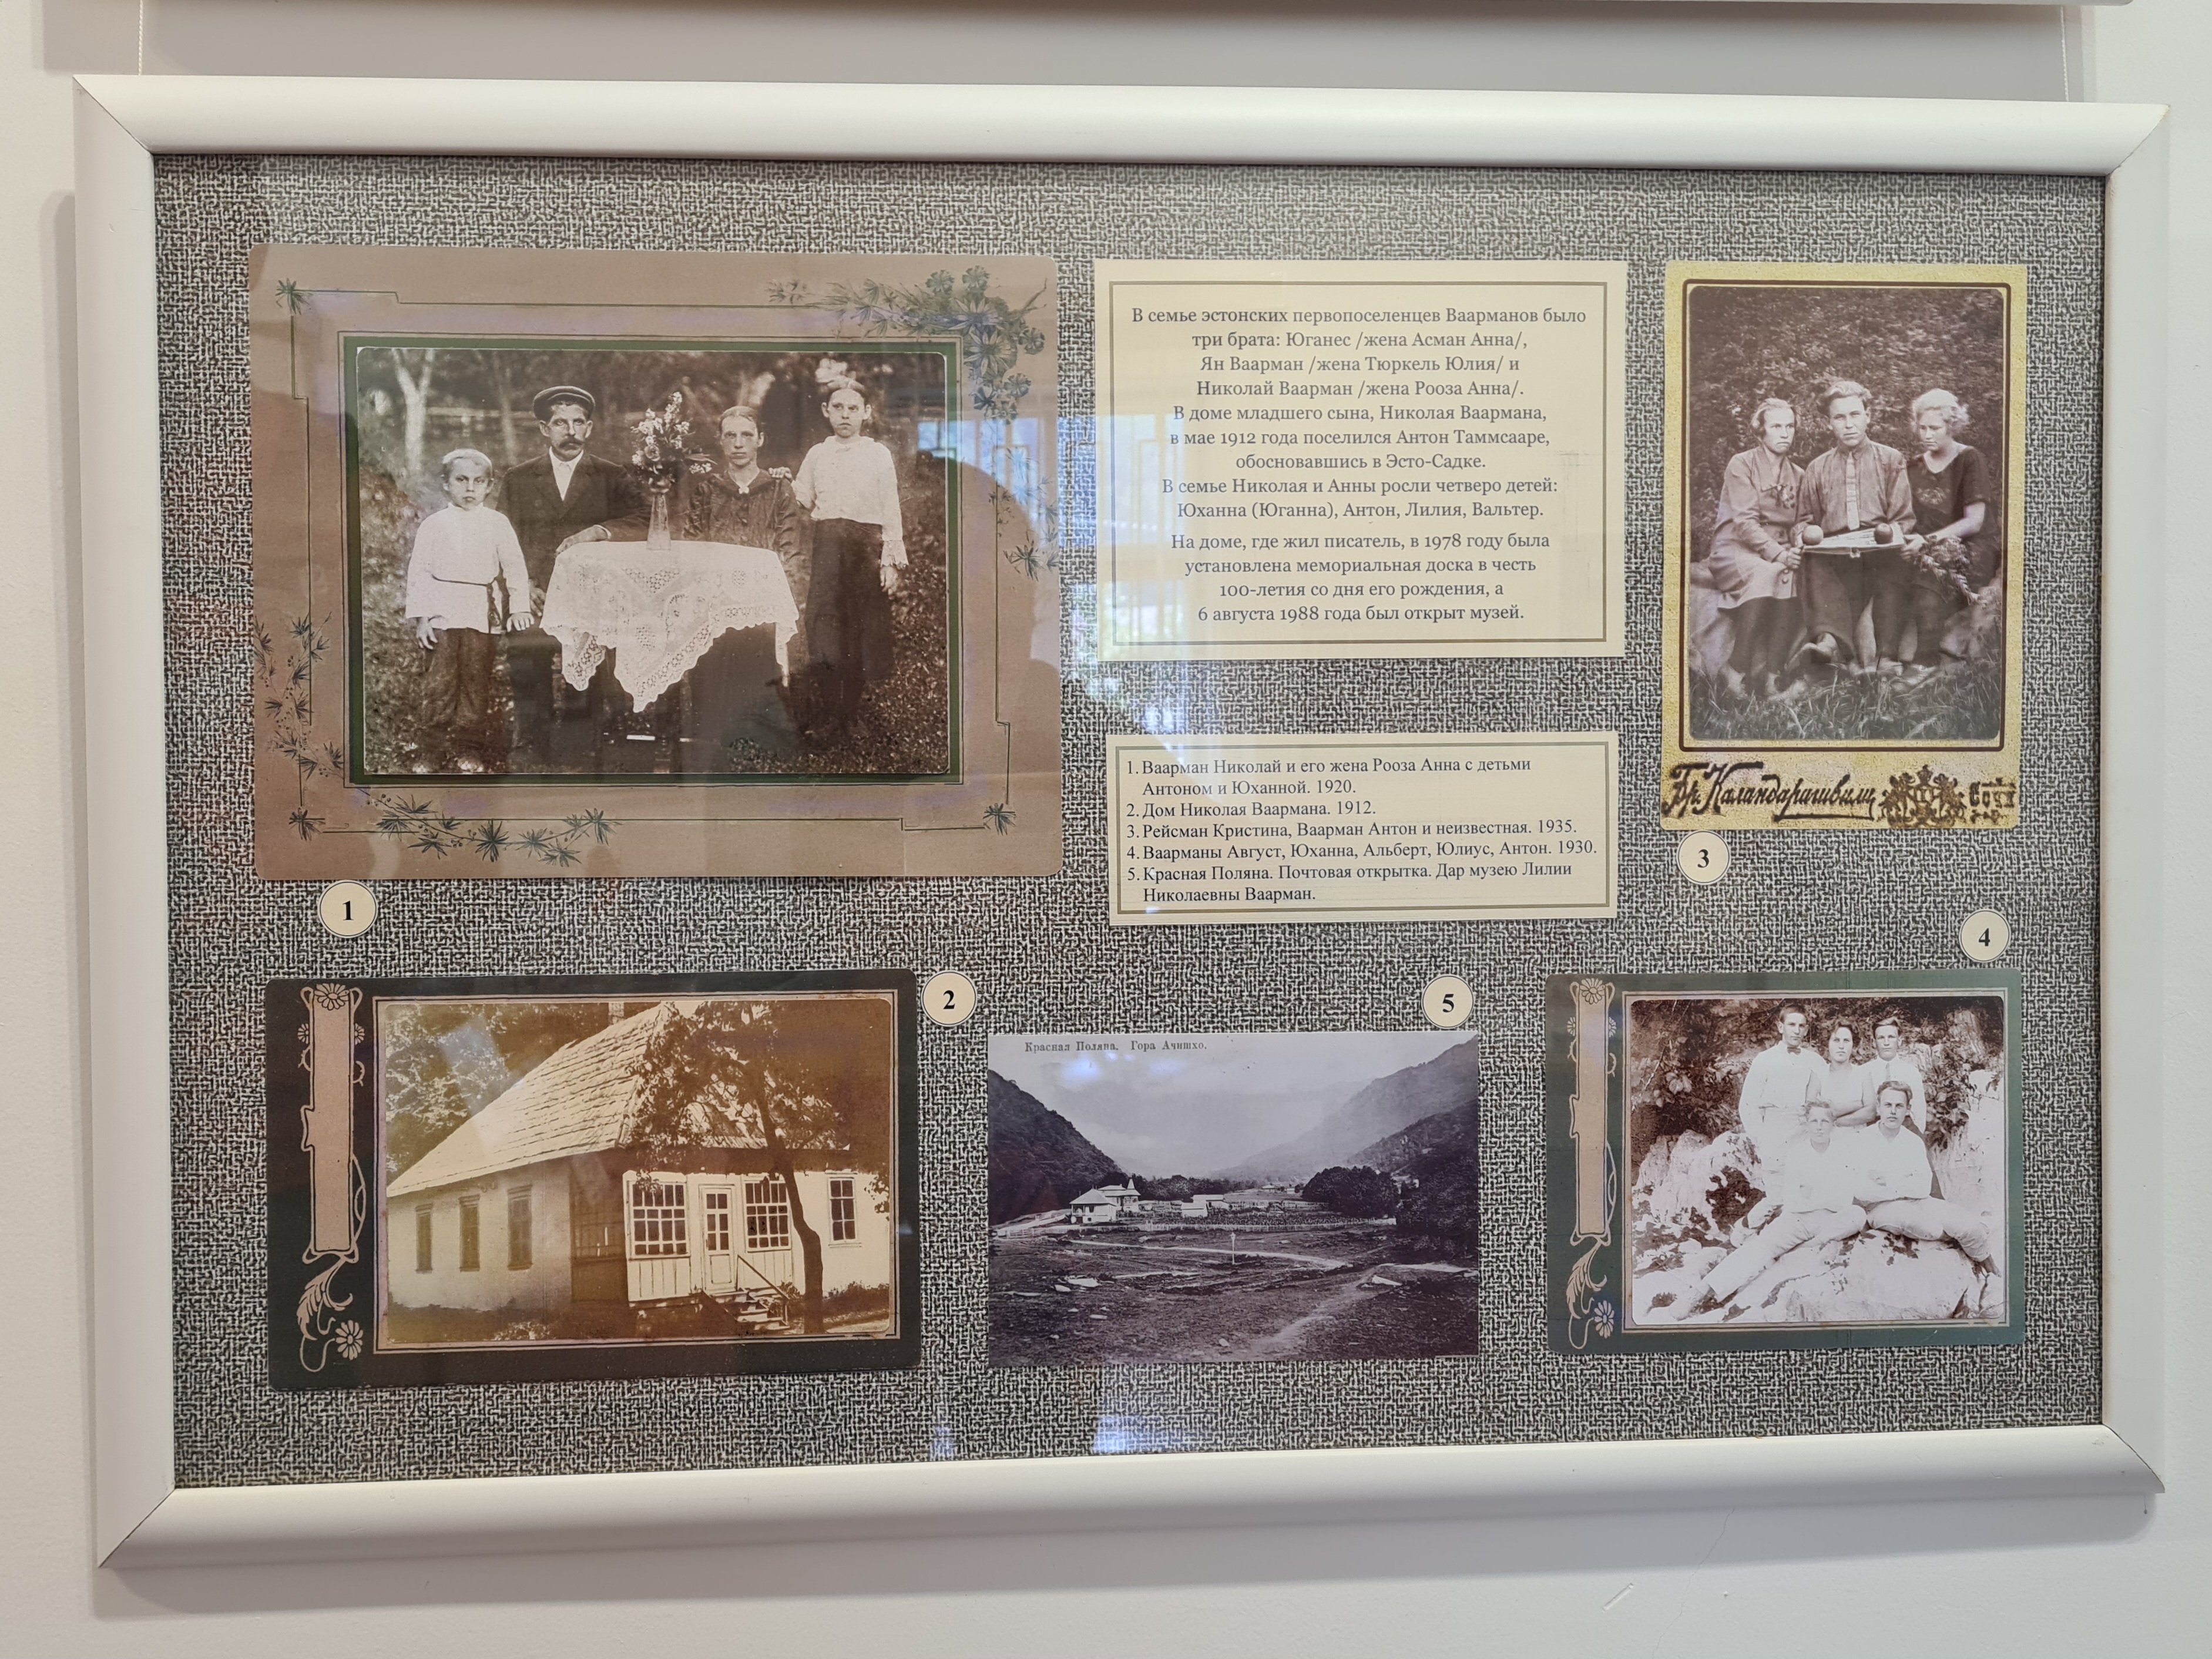 В семье эстонских первопоселенцев Ваарманов было
три брата: Юганес /жена Асман Анна/,
Ян Ваарман /жена Тюркель Юлия/ и
Николай Ваарман /жена Рооза Анна/.
В доме младшего сына, Николая Ваармана,
в мае 1912 года поселился Антон Таммсааре,
обосновавшись в Эсто-Садке.
В семье Николая и Анны росли четверо детей:
Юханна (Юганна), Антон, Лилия, Вальтер.
На доме, где жил писатель, в 1978 году была
установлена мемориальная доска в честь
100-летия со дня его рождения, а
6 августа 1988 года был открыт музей.
1. Ваарман Николай и его жена Рооза Анна с детьми
Антоном и Юханной. 1920.
2. Дом Николая Ваармана. 1912.
3. Рейсман Кристина, Ваарман Антон и неизвестная. 1935.
4. Ваарманы Август, Юханна, Альберт, Юлиус, Антон. 1930.
5. Красная Поляна. Почтовая открытка. Дар музею Лилии
Николаевны Ваарман.
Бр. Каландарашвили Сочи
1
3
4
2
5
Красная Поляна. Гора Ачишхо.